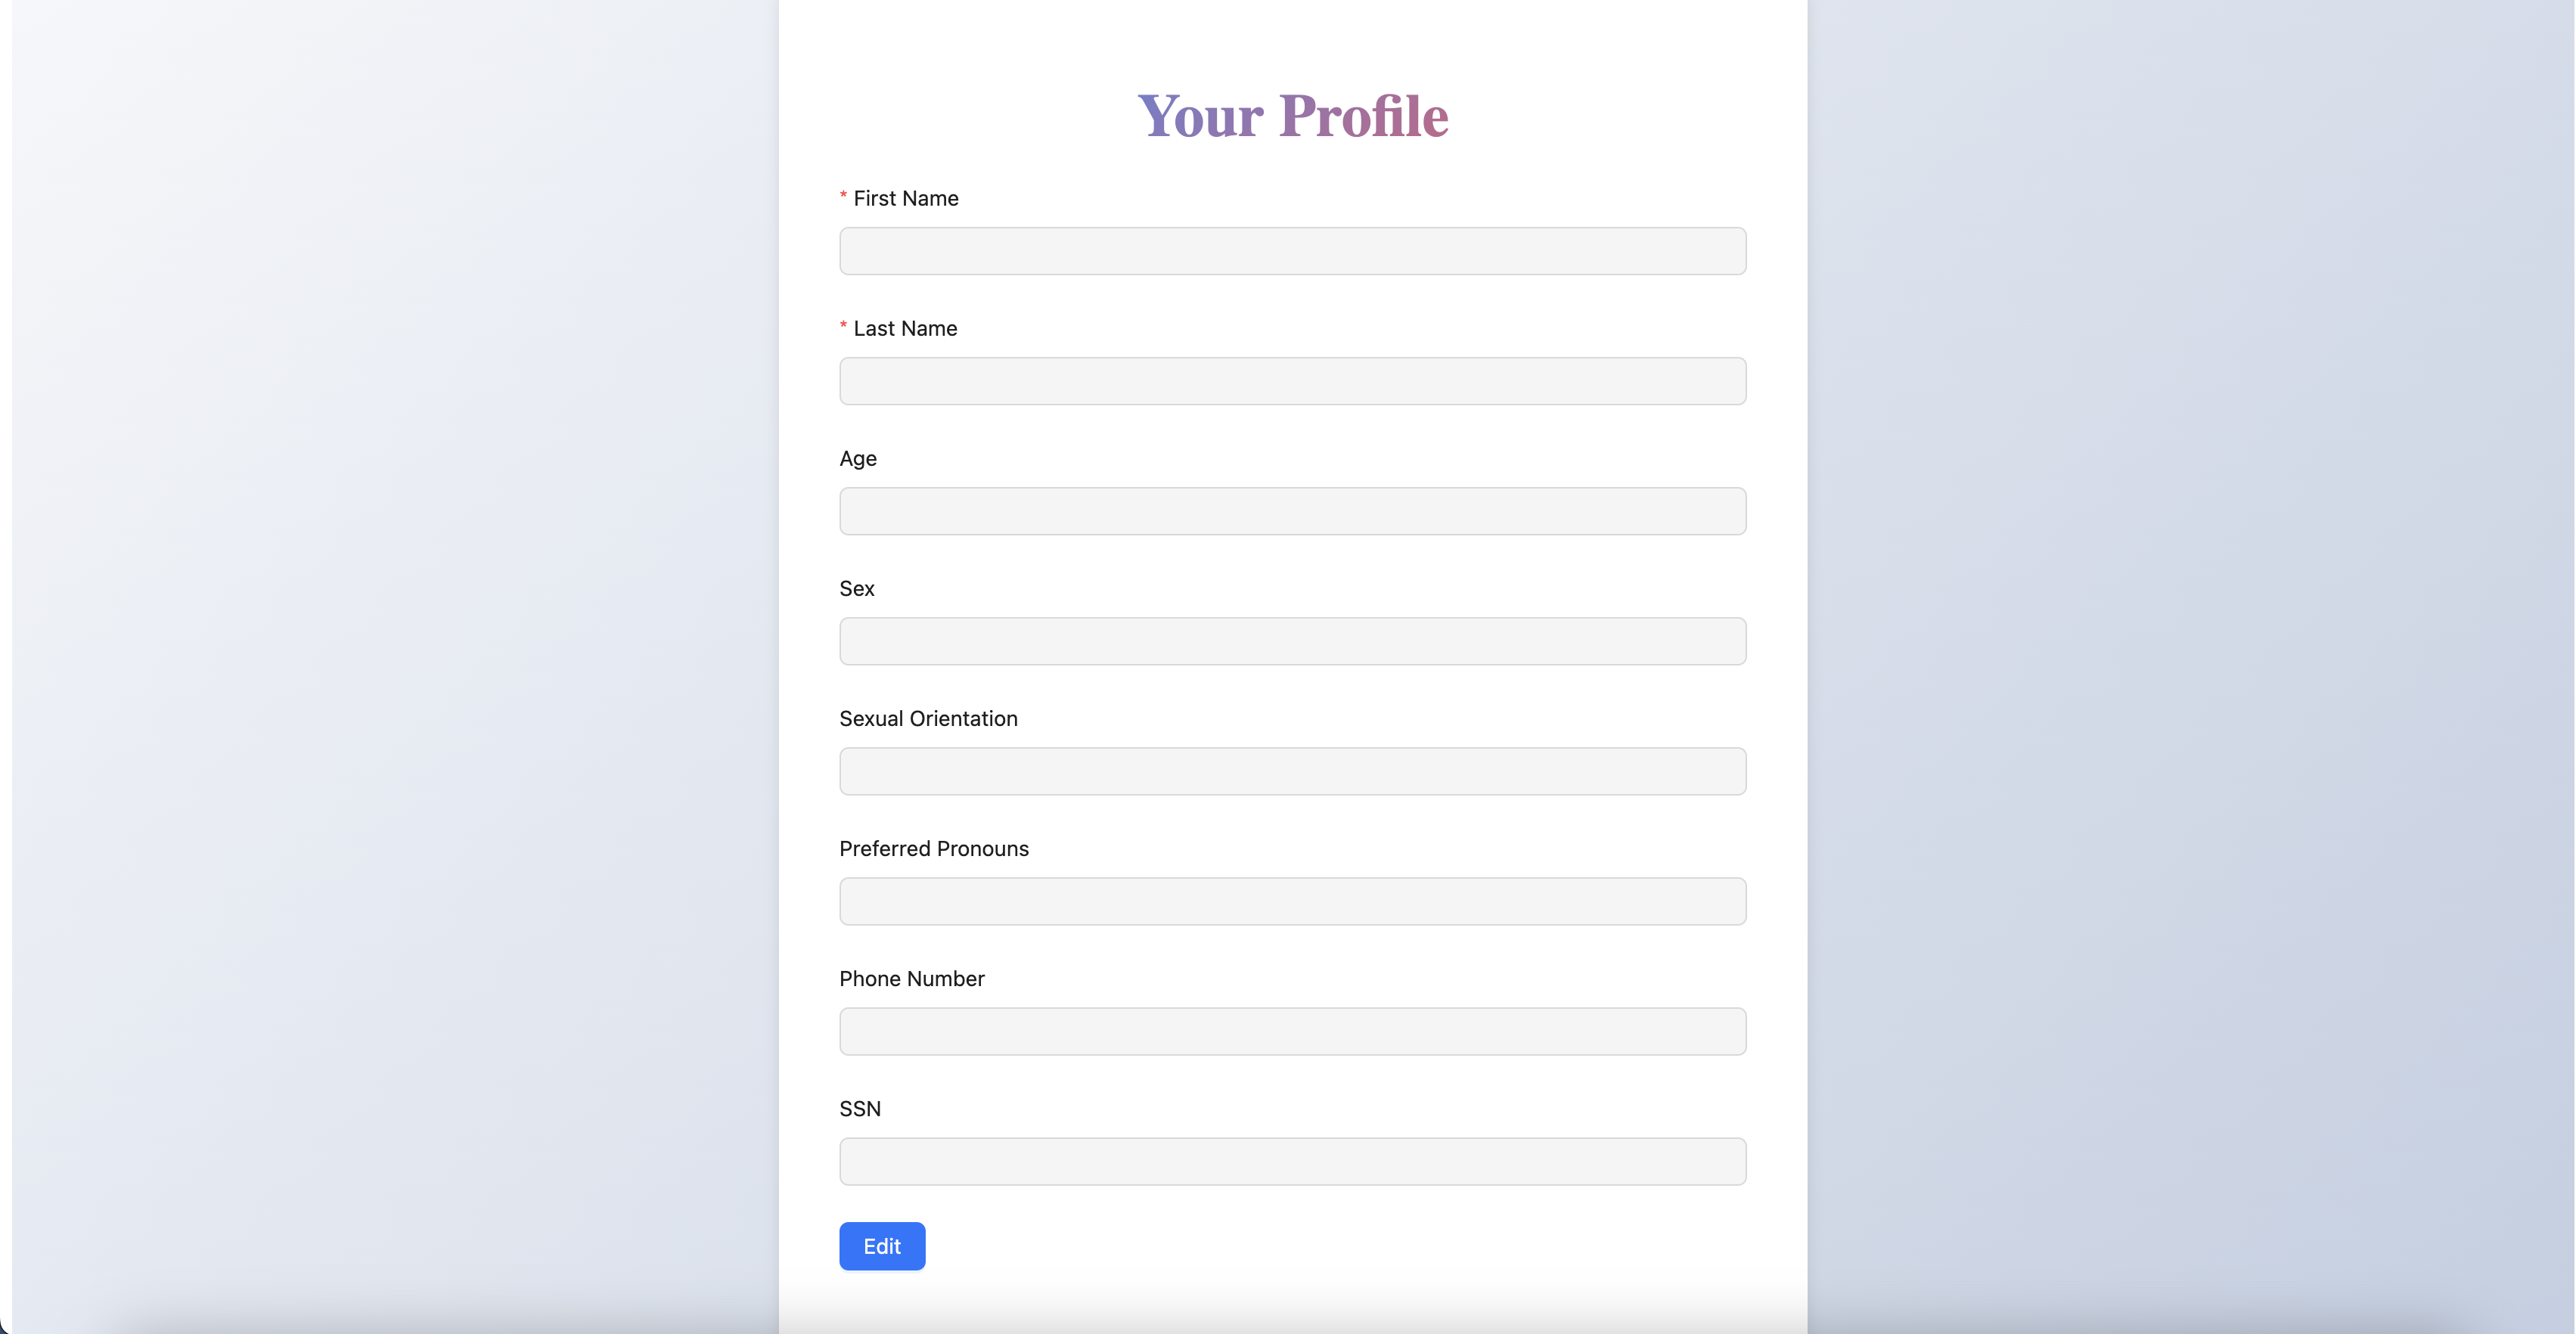 Your Profile
* First Name
* Last Name
Age
Sex
Sexual Orientation
Preferred Pronouns
Phone Number
SSN
Edit